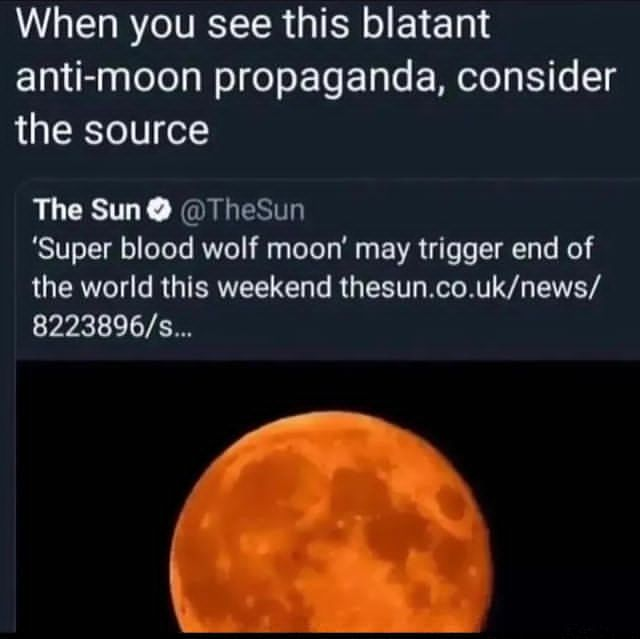 When you see this blatant
anti-moon propaganda, consider
the source
The Sun @TheSun
‘Super blood wolf moon’ may trigger end of
the world this weekend thesun.co.uk/news/
8223896/s...